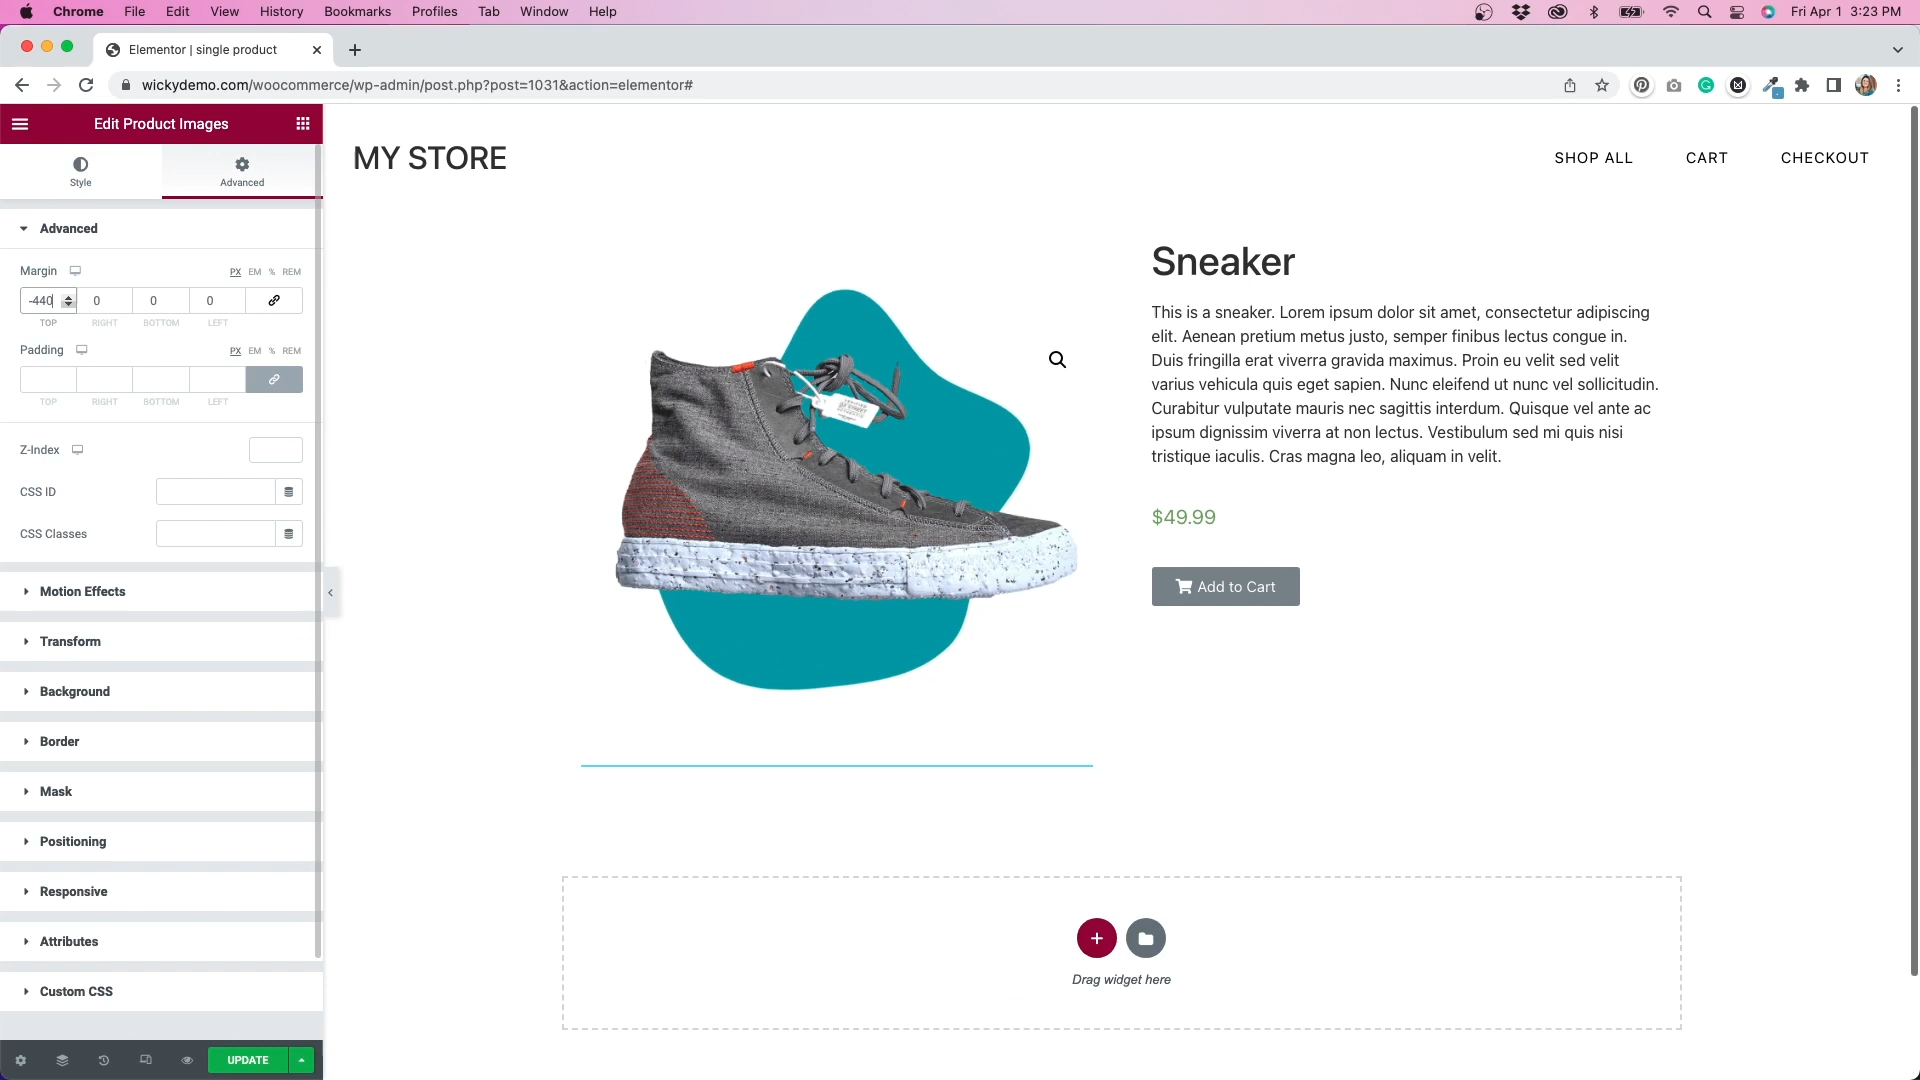 Chrome File Edit View History Bookmarks Profiles Tab Window Help Fri Apr 1 3:23 PM
Elementor | single product
wickydemo.com/woocommerce/wp-admin/post.php?post=1031&action=elementor#
Edit Product Images
Style
Advanced
Advanced
Margin PX EM % REM
-440 0 0 0
TOP RIGHT BOTTOM LEFT
Padding PX EM % REM
TOP RIGHT BOTTOM LEFT
Z-Index
CSS ID
CSS Classes
Motion Effects
Transform
Background
Border
Mask
Positioning
Responsive
Attributes
Custom CSS
UPDATE
MY STORE
SHOP ALL CART CHECKOUT
Sneaker
This is a sneaker. Lorem ipsum dolor sit amet, consectetur adipiscing
elit. Aenean pretium metus justo, semper finibus lectus congue in.
Duis fringilla erat viverra gravida maximus. Proin eu velit sed velit
varius vehicula quis eget sapien. Nunc eleifend ut nunc vel sollicitudin.
Curabitur vulputate mauris nec sagittis interdum. Quisque vel ante ac
ipsum dignissim viverra at non lectus. Vestibulum sed mi quis nisi
tristique iaculis. Cras magna leo, aliquam in velit.
$49.99
Add to Cart
Drag widget here